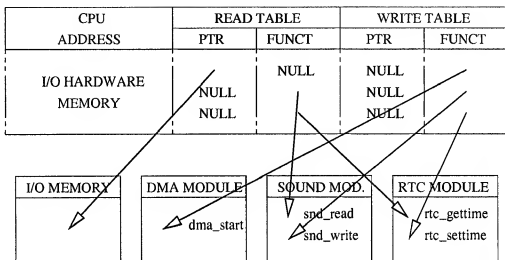 CPU READ TABLE WRITE TABLE
ADDRESS PTR FUNCT PTR FUNCT
NULL NULL
I/O HARDWARE NULL NULL
MEMORY NULL NULL
I/O MEMORY DMA MODULE SOUND MOD. RTC MODULE
dma_start snd_read rtc_gettime
snd_write rtc_settime